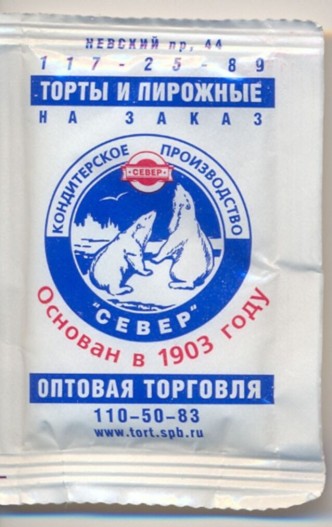 НЕВСКИЙ пр, 44
117-25-89
ТОРТЫ И ПИРОЖНЫЕ
НА ЗАКАЗ
КОНДИТЕРСКОЕ ПРОИЗВОДСТВО
СЕВЕР
"СЕВЕР"
Основан в 1903 году
ОПТОВАЯ ТОРГОВЛЯ
110-50-83
www.tort.spb.ru